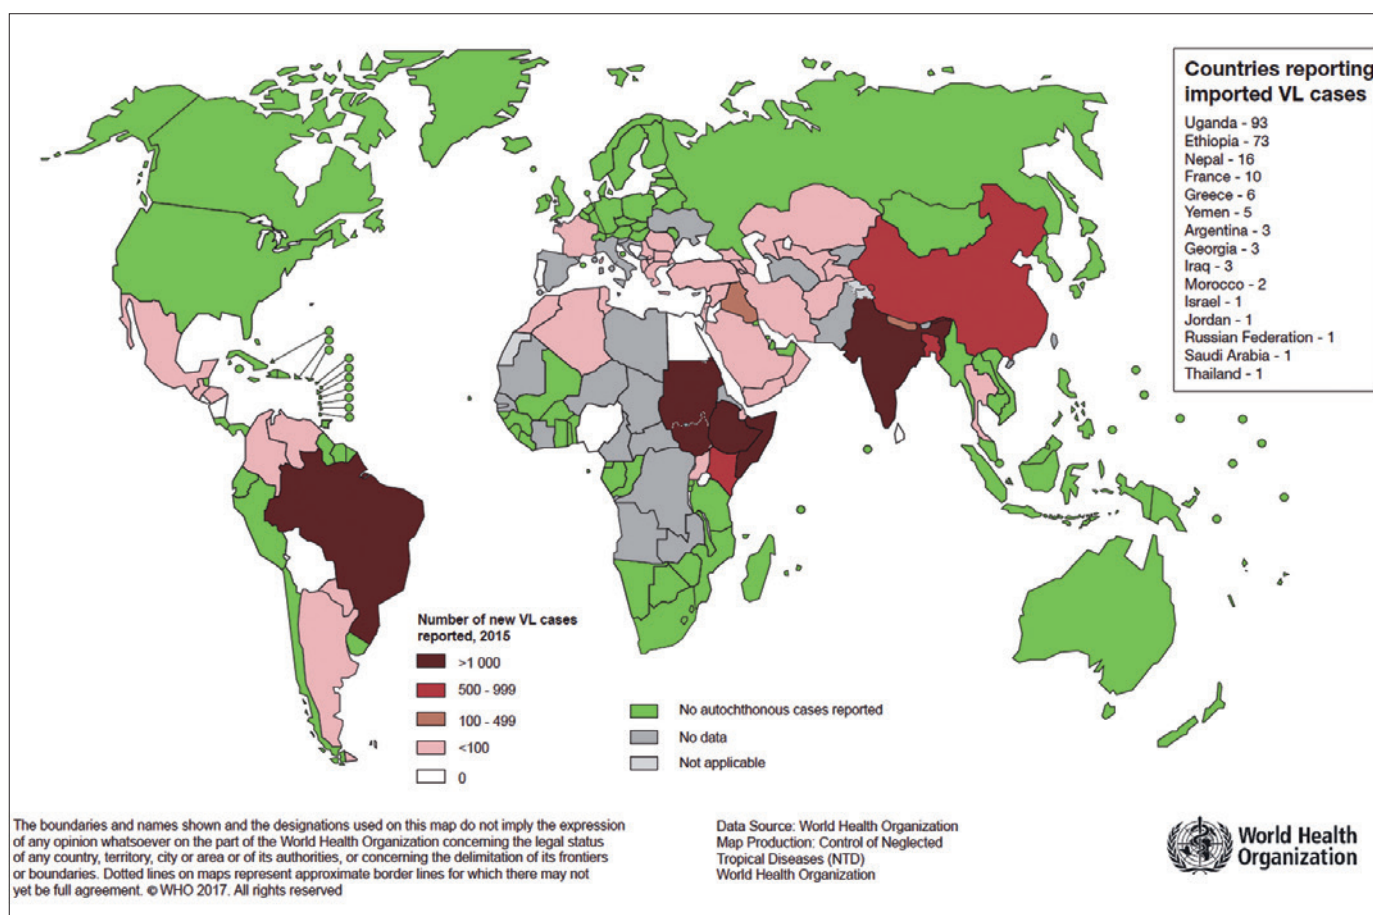 Countries reporting
imported VL cases
Uganda - 93
Ethiopia - 73
Nepal - 16
France - 10
Greece - 6
Yemen - 5
Argentina - 3
Georgia - 3
Iraq - 3
Morocco - 2
Israel - 1
Jordan - 1
Russian Federation - 1
Saudi Arabia - 1
Thailand - 1
Number of new VL cases
reported, 2015
>1 000
500 - 999
100 - 499
<100
0
No autochthonous cases reported
No data
Not applicable
The boundaries and names shown and the designations used on this map do not imply the expression
of any opinion whatsoever on the part of the World Health Organization concerning the legal status
of any country, territory, city or area or of its authorities, or concerning the delimitation of its frontiers
or boundaries. Dotted lines on maps represent approximate border lines for which there may not
yet be full agreement. © WHO 2017. All rights reserved
Data Source: World Health Organization
Map Production: Control of Neglected
Tropical Diseases (NTD)
World Health Organization
World Health
Organization